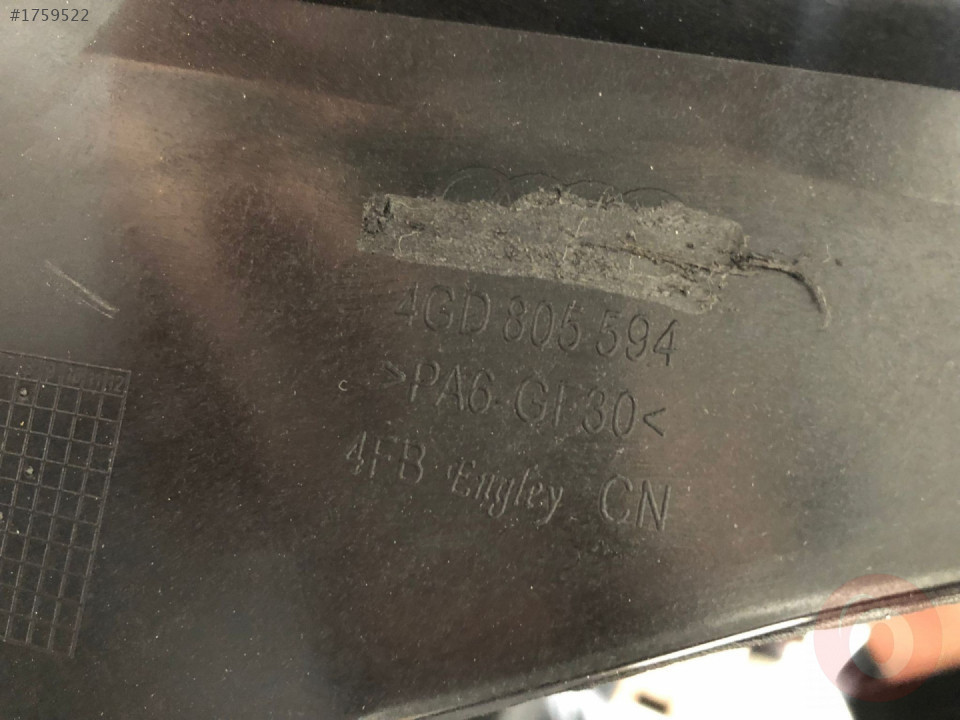 #1759522
4GD 805 594
>PA6-GF30<
4FB Engley CN